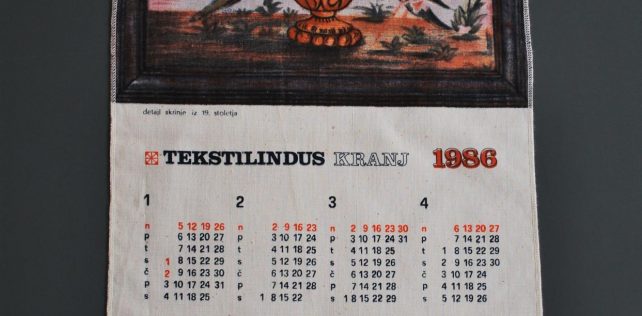 detajl skrinje iz 19. stoletja
TEKSTILINDUS KRANJ 1986
1 2 3 4
n 5 12 19 26 n 2 9 16 23 n 2 9 16 23 30 n 6 13 20 27
p 6 13 20 27 p 3 10 17 24 p 3 10 17 24 31 p 7 14 21 28
t 7 14 21 28 t 4 11 18 25 t 4 11 18 25 t 1 8 15 22 29
s 1 8 15 22 29 s 5 12 19 26 s 5 12 19 26 s 2 9 16 23 30
č 2 9 16 23 30 č 6 13 20 27 č 6 13 20 27 č 3 10 17 24
p 3 10 17 24 31 p 7 14 21 28 p 7 14 21 28 p 4 11 18 25
s 4 11 18 25 s 1 8 15 22 s 1 8 15 22 29 s 5 12 19 26